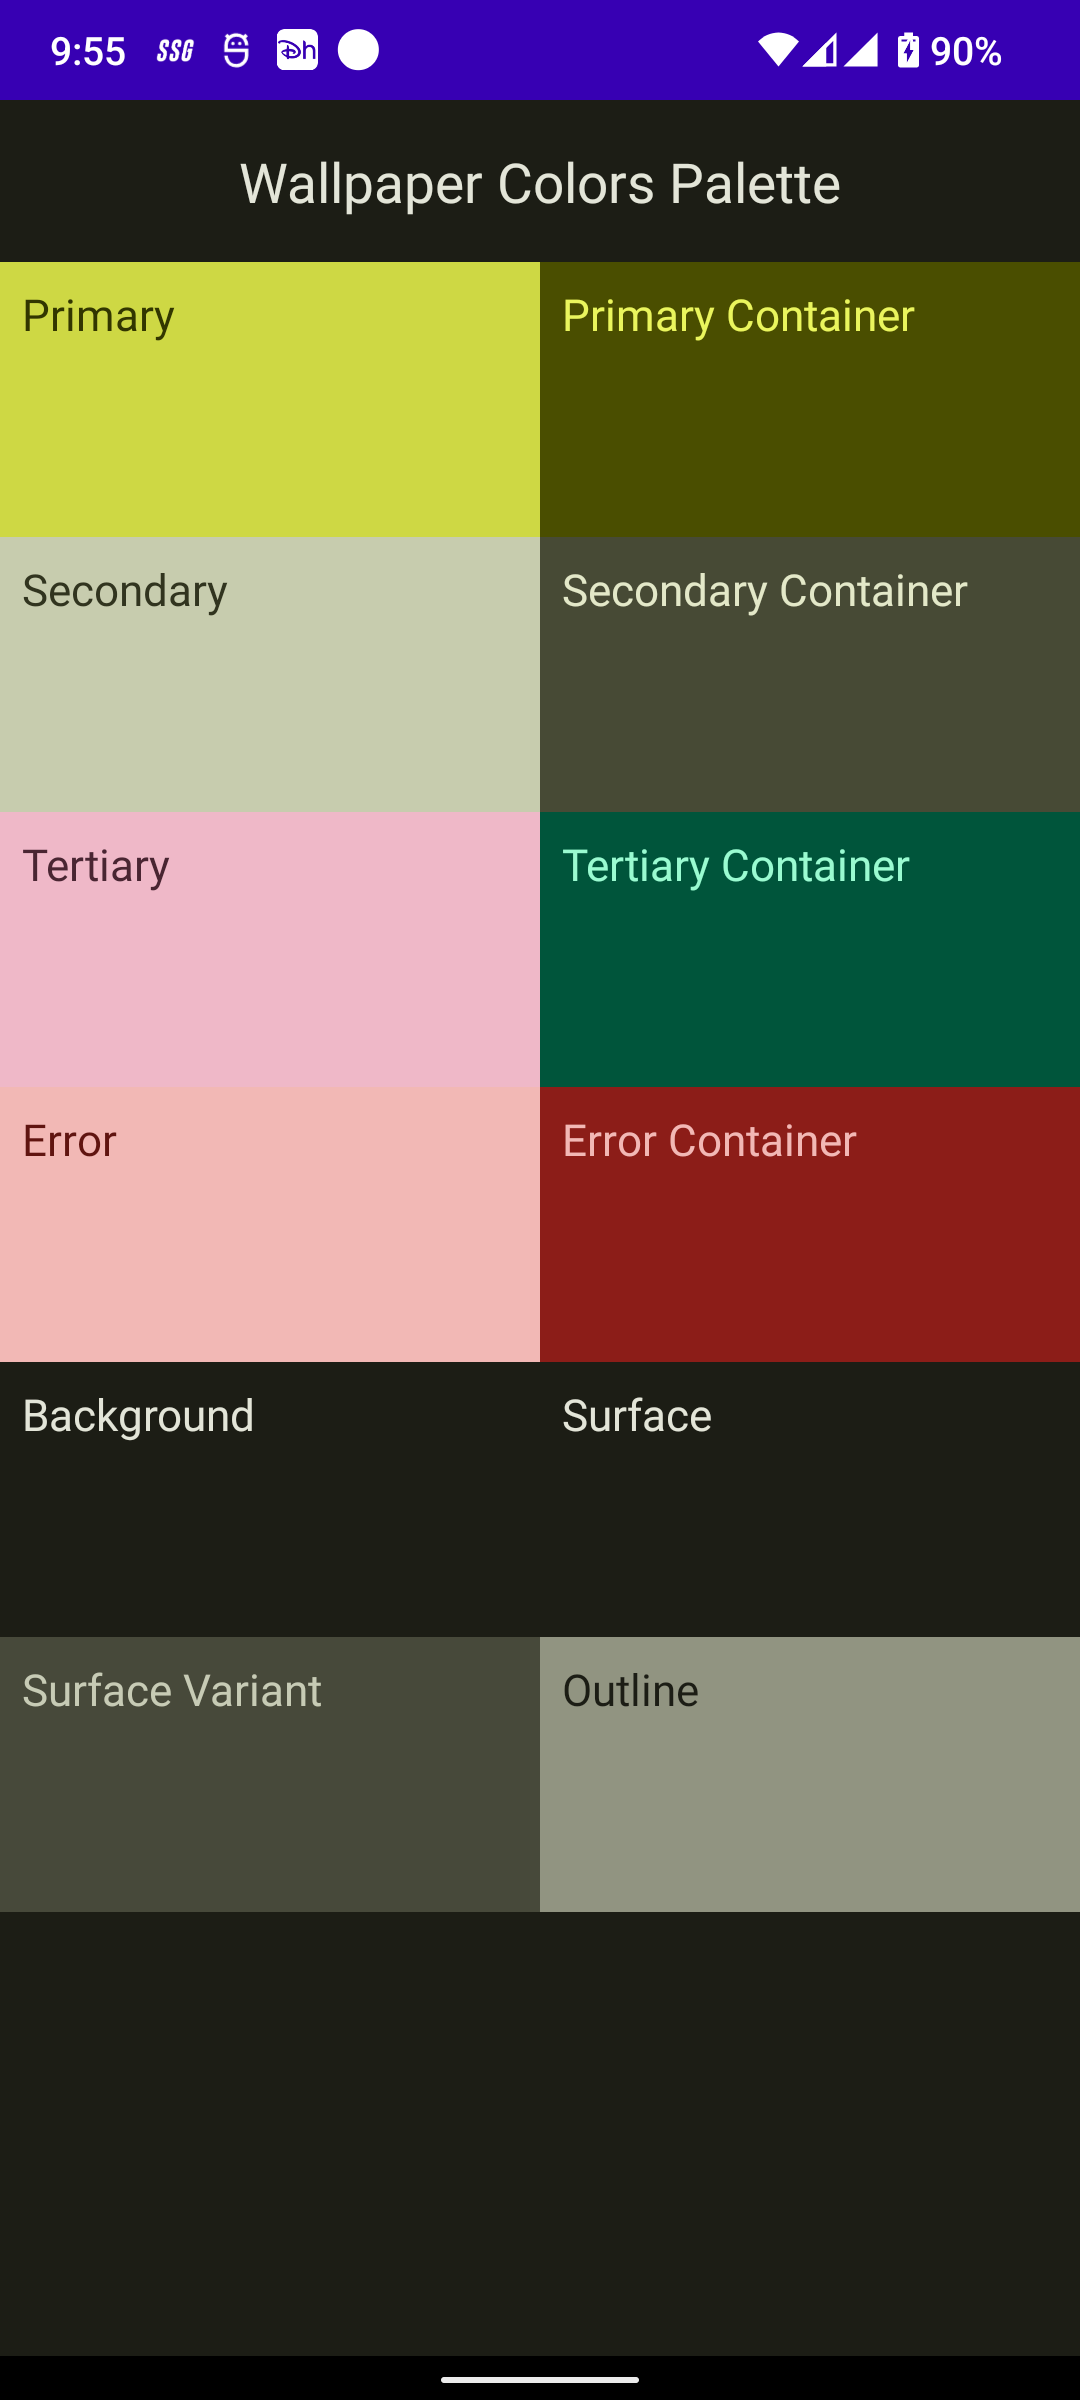 9:55 SSG Dh 90%
Wallpaper Colors Palette
Primary
Primary Container
Secondary
Secondary Container
Tertiary
Tertiary Container
Error
Error Container
Background
Surface
Surface Variant
Outline